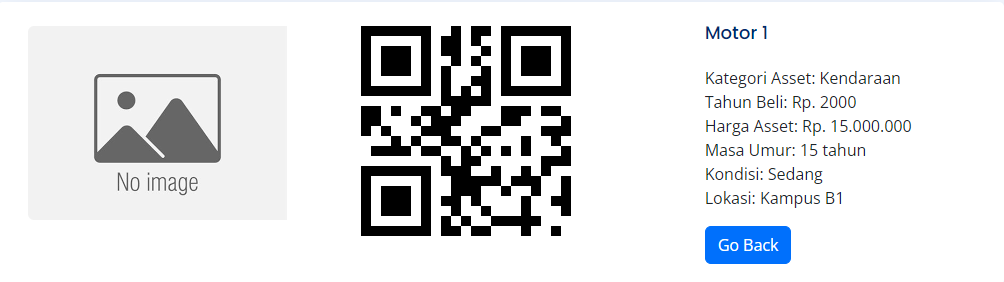 No image
Motor 1
Kategori Asset: Kendaraan
Tahun Beli: Rp. 2000
Harga Asset: Rp. 15.000.000
Masa Umur: 15 tahun
Kondisi: Sedang
Lokasi: Kampus B1
Go Back